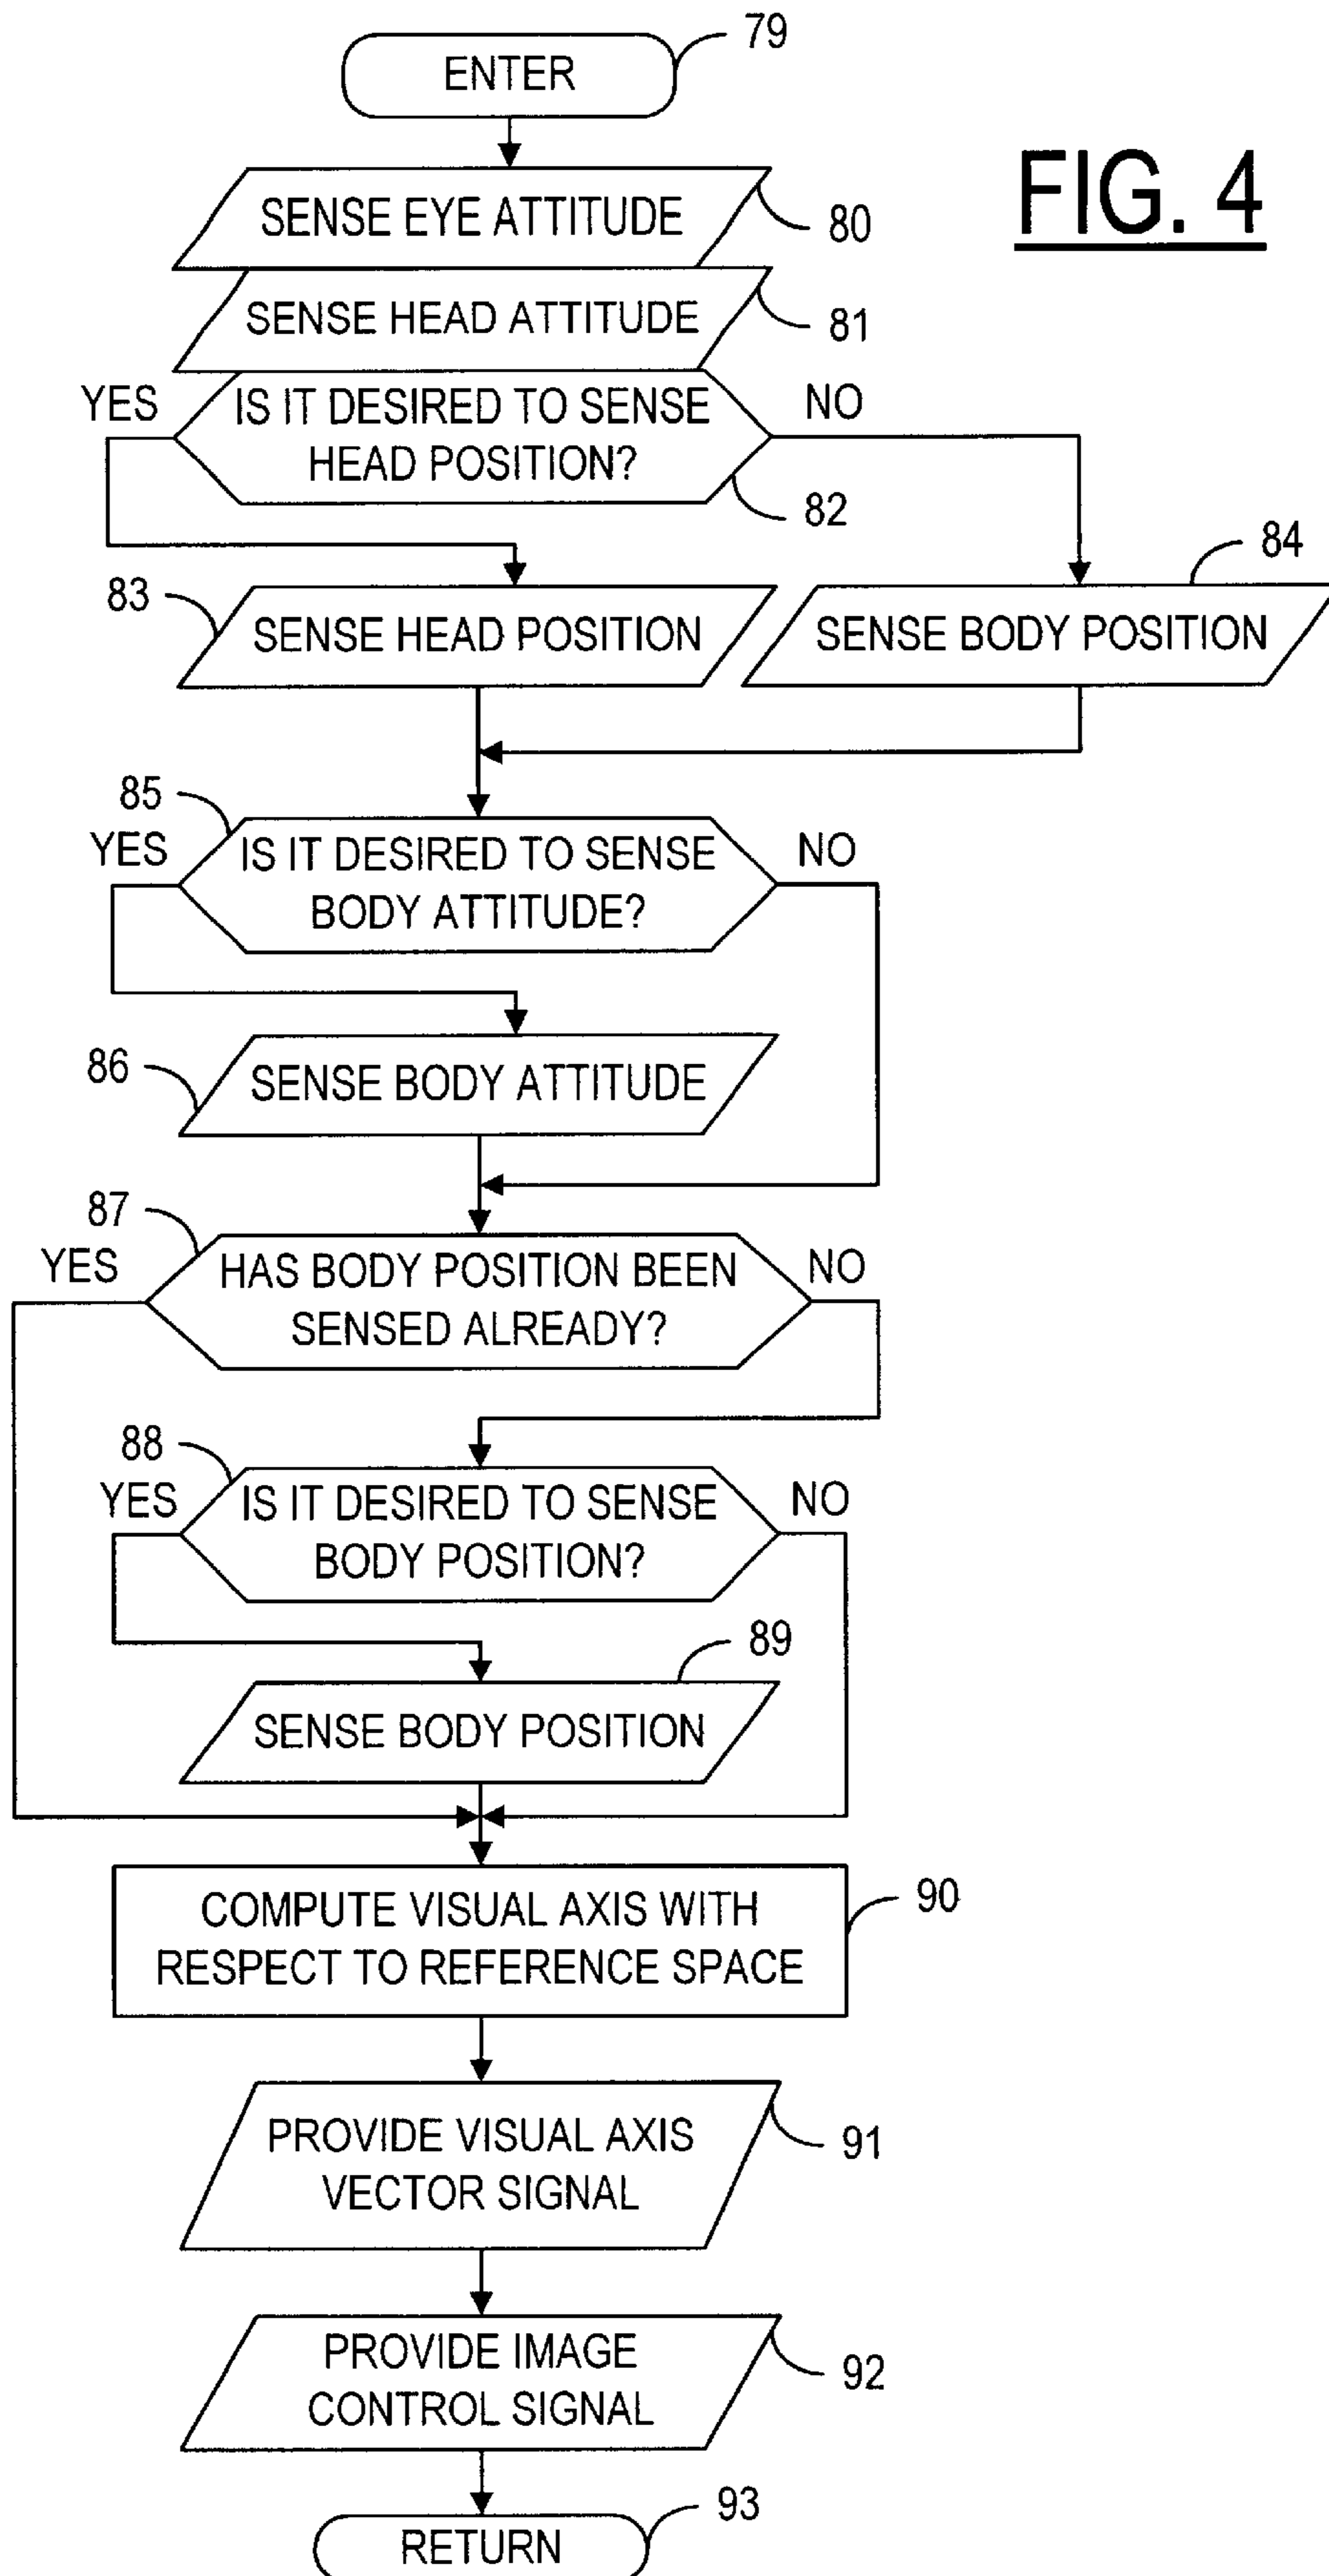 79
ENTER
FIG. 4
SENSE EYE ATTITUDE
80
SENSE HEAD ATTITUDE
81
YES
IS IT DESIRED TO SENSE
HEAD POSITION?
NO
82
83
SENSE HEAD POSITION
84
SENSE BODY POSITION
85
YES
IS IT DESIRED TO SENSE
BODY ATTITUDE?
NO
86
SENSE BODY ATTITUDE
87
YES
HAS BODY POSITION BEEN
SENSED ALREADY?
NO
88
YES
IS IT DESIRED TO SENSE
BODY POSITION?
NO
89
SENSE BODY POSITION
COMPUTE VISUAL AXIS WITH
RESPECT TO REFERENCE SPACE
90
PROVIDE VISUAL AXIS
VECTOR SIGNAL
91
PROVIDE IMAGE
CONTROL SIGNAL
92
93
RETURN